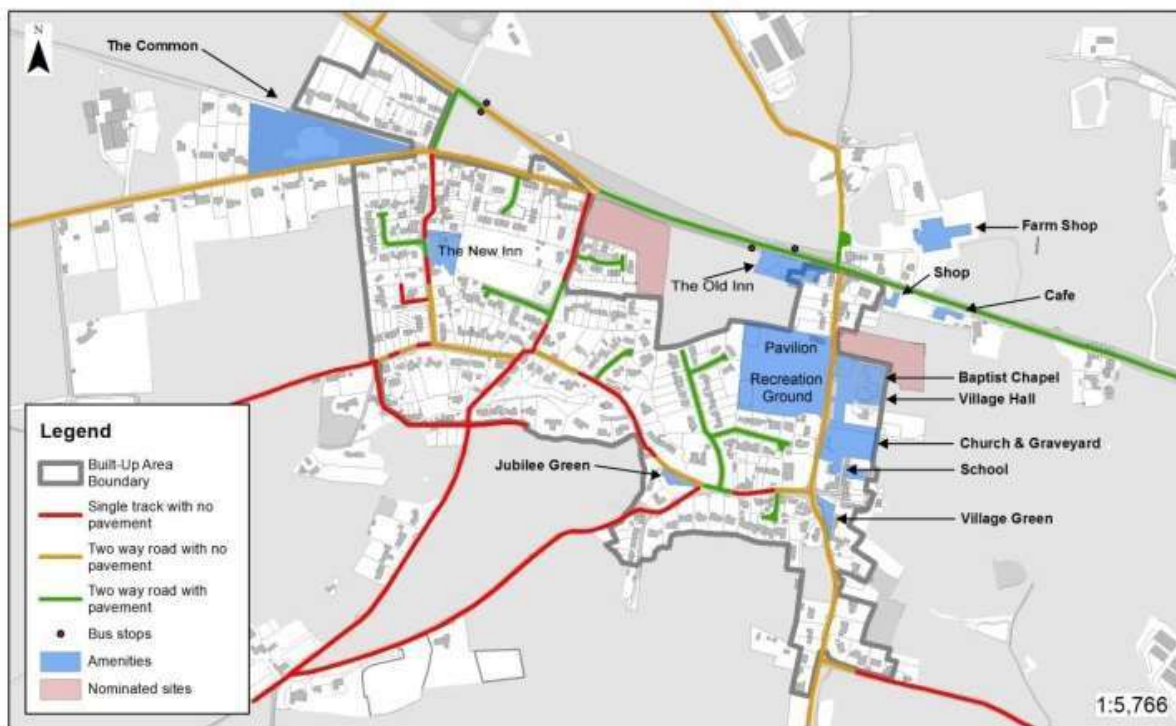 N
The Common
Farm Shop
The New Inn
The Old Inn
Shop
Cafe
Pavilion
Recreation
Ground
Baptist Chapel
Village Hall
Church & Graveyard
Jubilee Green
School
Village Green
Legend
Built-Up Area
Boundary
Single track with no
pavement
Two way road with no
pavement
Two way road with
pavement
Bus stops
Amenities
Nominated sites
1:5,766